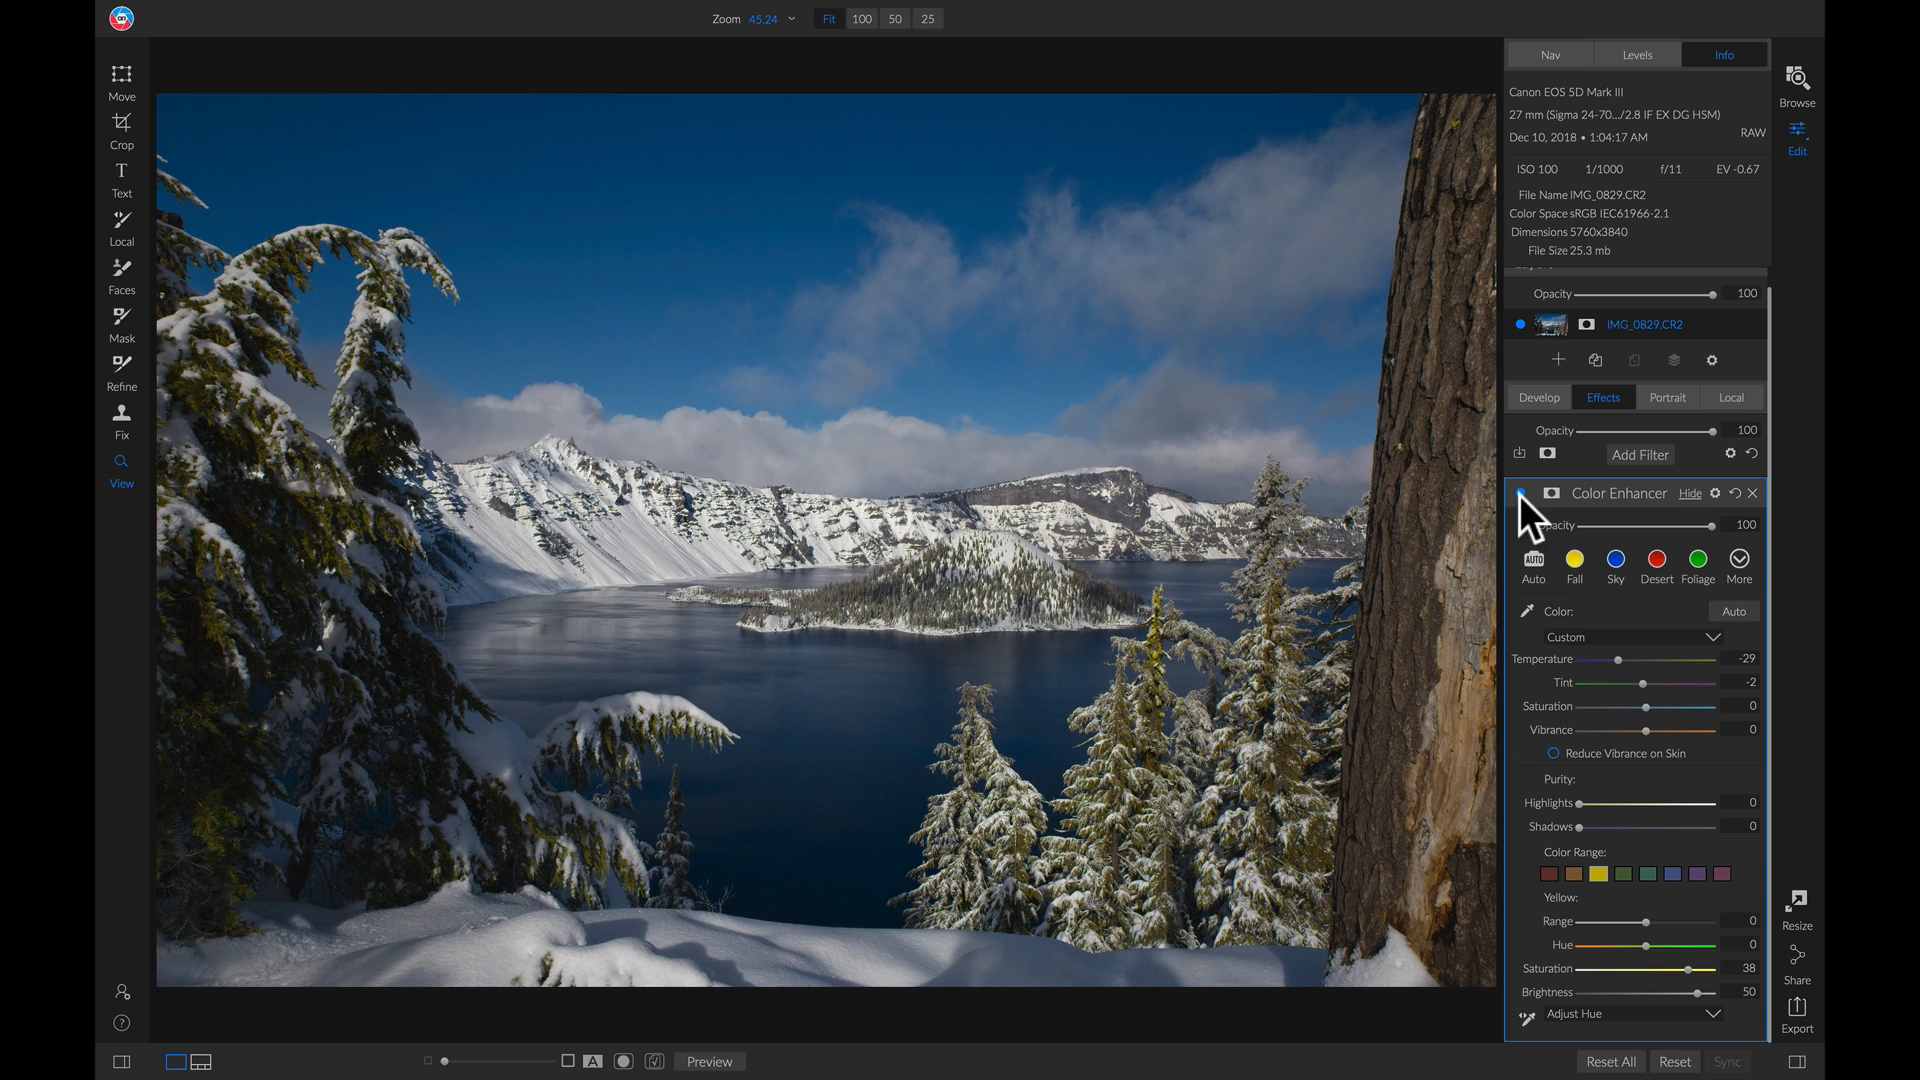 Zoom 45.24 Fit 100 50 25
Move
Crop
Text
Local
Faces
Mask
Refine
Fix
View
Nav Levels Info
Canon EOS 5D Mark III
27 mm (Sigma 24-70.../2.8 IF EX DG HSM)
Dec 10, 2018 • 1:04:17 AM RAW
ISO 100 1/1000 f/11 EV -0.67
File Name IMG_0829.CR2
Color Space sRGB IEC61966-2.1
Dimensions 5760x3840
File Size 25.3 mb
Opacity 100
IMG_0829.CR2
Develop Effects Portrait Local
Opacity 100
Add Filter
Color Enhancer Hide
100
AUTO
Auto Fall Sky Desert Foliage More
Color: Auto
Custom
Temperature -29
Tint -2
Saturation 0
Vibrance 0
Reduce Vibrance on Skin
Purity:
Highlights 0
Shadows 0
Color Range:
Yellow:
Range 0
Hue 0
Saturation 38
Brightness 50
Adjust Hue
Browse
Edit
Resize
Share
Export
A Preview
Reset All Reset Sync